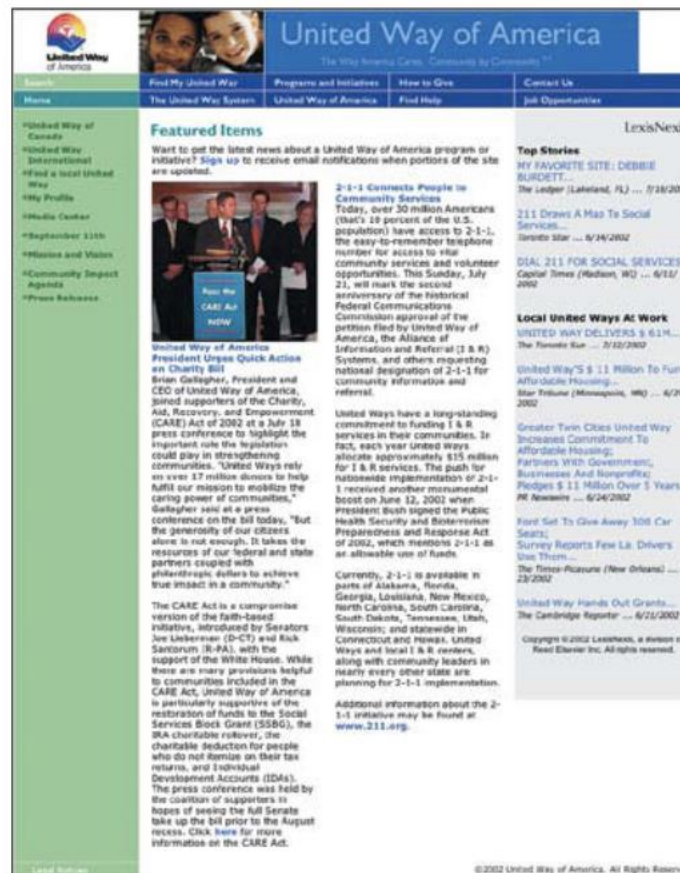 United Way
of America
United Way of America
The Way America Cares. Community by Community
Search
Find My United Way
Programs and Initiatives
How to Give
Contact Us
Home
The United Way System
United Way of America
Find Help
Job Opportunities
United Way of
Canada
United Way
International
Find a local United
Way
My Profile
Media Center
September 11th
Mission and Vision
Community Impact
Agenda
Press Releases
Featured Items
Want to get the latest news about a United Way of America program or
initiative? Sign up to receive email notifications when portions of the site
are updated.
Pass the
CARE Act
NOW
United Way of America
President Urges Quick Action
on Charity Bill
Brian Gallagher, President and
CEO of United Way of America,
joined supporters of the Charity,
Aid, Recovery, and Empowerment
(CARE) Act of 2002 at a July 18
press conference to highlight the
important role the legislation
could play in strengthening
communities. "United Ways rely
on over 17 million donors to help
fulfill our mission to mobilize the
caring power of communities,"
Gallagher said at a press
conference on the bill today, "But
the generosity of our citizens
alone is not enough. It takes the
resources of our federal and state
partners coupled with
philanthropic dollars to achieve
true impact in a community."
The CARE Act is a compromise
version of the faith-based
initiative, introduced by Senators
Joe Lieberman (D-CT) and Rick
Santorum (R-PA), with the
support of the White House. While
there are many provisions helpful
to communities included in the
CARE Act, United Way of America
is particularly supportive of the
restoration of funds to the Social
Services Block Grant (SSBG), the
IRA charitable rollover, the
charitable deduction for people
who do not itemize on their tax
returns, and Individual
Development Accounts (IDAs).
The press conference was held by
the coalition of supporters in
hopes of seeing the full Senate
take up the bill prior to the August
recess. Click here for more
information on the CARE Act.
2-1-1 Connects People to
Community Services
Today, over 30 million Americans
(that's 10 percent of the U.S.
population) have access to 2-1-1,
the easy-to-remember telephone
number for access to vital
community services and volunteer
opportunities. This Sunday, July
21, will mark the second
anniversary of the historical
Federal Communications
Commission approval of the
petition filed by United Way of
America, the Alliance of
Information and Referral (I & R)
Systems, and others requesting
national designation of 2-1-1 for
community information and
referral.
United Ways have a long-standing
commitment to funding I & R
services in their communities. In
fact, each year United Ways
allocate approximately $15 million
for I & R services. The push for
nationwide implementation of 2-1-
1 received another monumental
boost on June 12, 2002 when
President Bush signed the Public
Health Security and Bioterrorism
Preparedness and Response Act
of 2002, which mentions 2-1-1 as
an allowable use of funds.
Currently, 2-1-1 is available in
parts of Alabama, Florida,
Georgia, Louisiana, New Mexico,
North Carolina, South Carolina,
South Dakota, Tennessee, Utah,
Wisconsin; and statewide in
Connecticut and Hawaii. United
Ways and local I & R centers,
along with community leaders in
nearly every other state are
planning for 2-1-1 implementation.
Additional information about the 2-
1-1 initiative may be found at
www.211.org.
LexisNexi
Top Stories
MY FAVORITE SITE: DEBBIE
BURDETT...
The Ledger (Lakeland, FL) ... 7/18/20
211 Draws A Map To Social
Services...
Toronto Star ... 6/14/2002
DIAL 211 FOR SOCIAL SERVICES
Capital Times (Madison, WI) ... 6/11/
2002
Local United Ways At Work
UNITED WAY DELIVERS $ 61M...
The Toronto Sun ... 7/12/2002
United Way'S $ 11 Million To Fun
Affordable Housing...
Star Tribune (Minneapolis, MN) ... 6/2
2002
Greater Twin Cities United Way
Increases Commitment To
Affordable Housing;
Partners With Government,
Businesses And Nonprofits;
Pledges $ 11 Million Over 5 Years
PR Newswire ... 6/24/2002
Ford Set To Give Away 308 Car
Seats;
Survey Reports Few La. Drivers
Use Them...
The Times-Picayune (New Orleans) ...
23/2002
United Way Hands Out Grants...
The Cambridge Reporter ... 6/21/2002
Copyright ©2002 LexisNexis, a division o
Reed Elsevier Inc. All rights reserved.
Legal Notices
©2002 United Way of America. All Rights Reserv